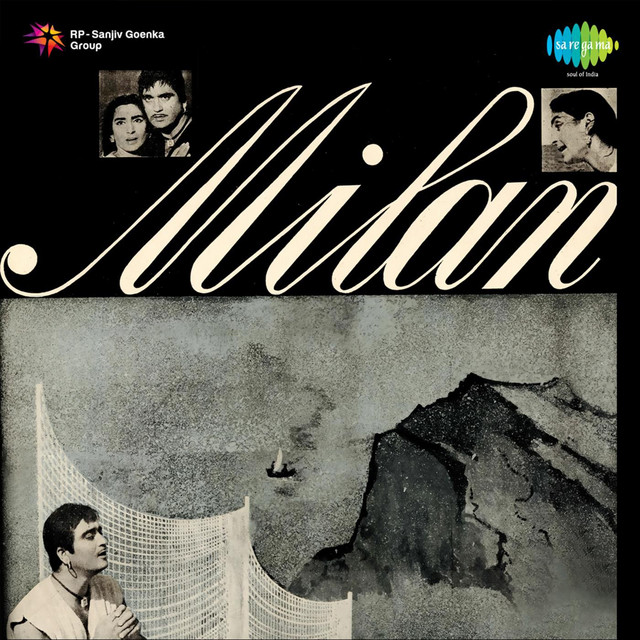 RP - Sanjiv Goenka
Group
sa re ga ma
soul of India
Milan